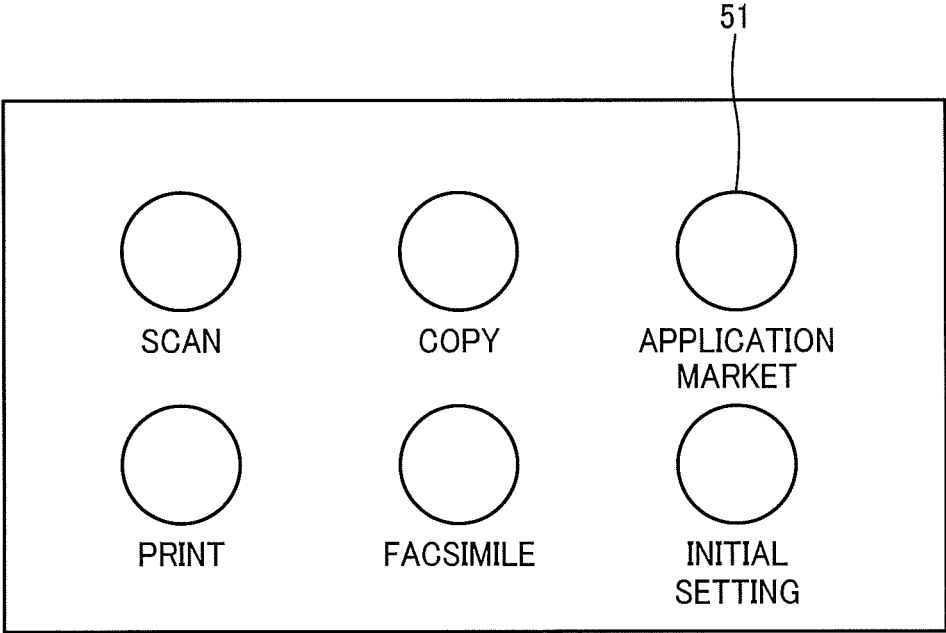 51
SCAN
COPY
APPLICATION
MARKET
PRINT
FACSIMILE
INITIAL
SETTING